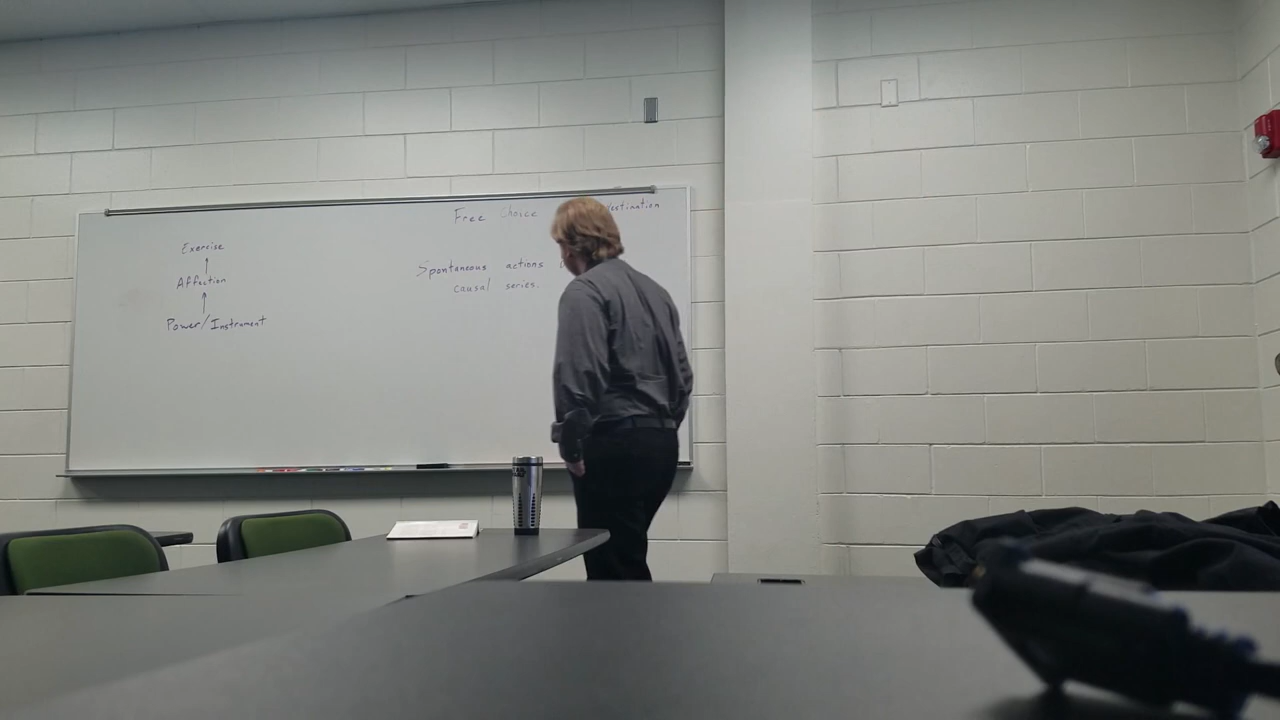 Free Choice
Spontaneous actions
causal series.
Exercise
Affection
Power/Instrument